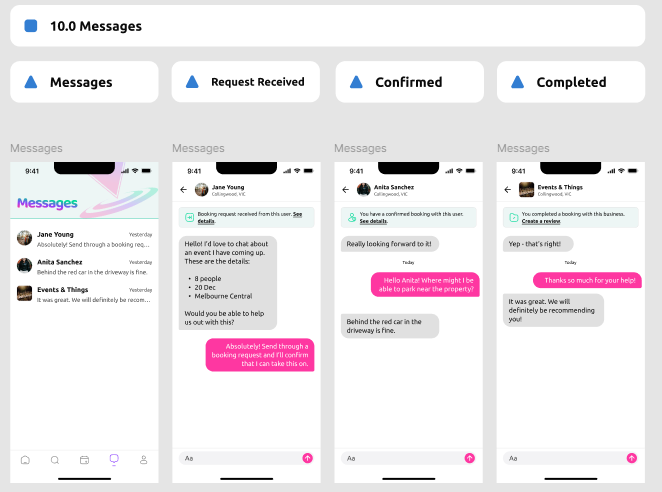 10.0 Messages
Messages
Request Received
Confirmed
Completed
Messages
Messages
Messages
Messages
9:41
Messages
Jane Young
Yesterday
Absolutely! Send through a booking req...
Anita Sanchez
Yesterday
Behind the red car in the driveway is fine.
Events & Things
Yesterday
It was great. We will definitely be recom...
9:41
Jane Young
Collingwood, VIC
Booking request received from this user. See
details.
Hello! I'd love to chat about
an event I have coming up.
These are the details:
• 8 people
• 20 Dec
• Melbourne Central
Would you be able to help
us out with this?
Absolutely! Send through a
booking request and I'll confirm
that I can take this on.
Aa
9:41
Anita Sanchez
Collingwood, VIC
You have a confirmed booking with this user.
See details.
Really looking forward to it!
Today
Hello Anita! Where might I be
able to park near the property?
Behind the red car in the
driveway is fine.
Aa
9:41
Events & Things
Collingwood, VIC
You completed a booking with this business.
Create a review.
Yep - that's right!
Today
Thanks so much for your help!
It was great. We will
definitely be recommending
you!
Aa